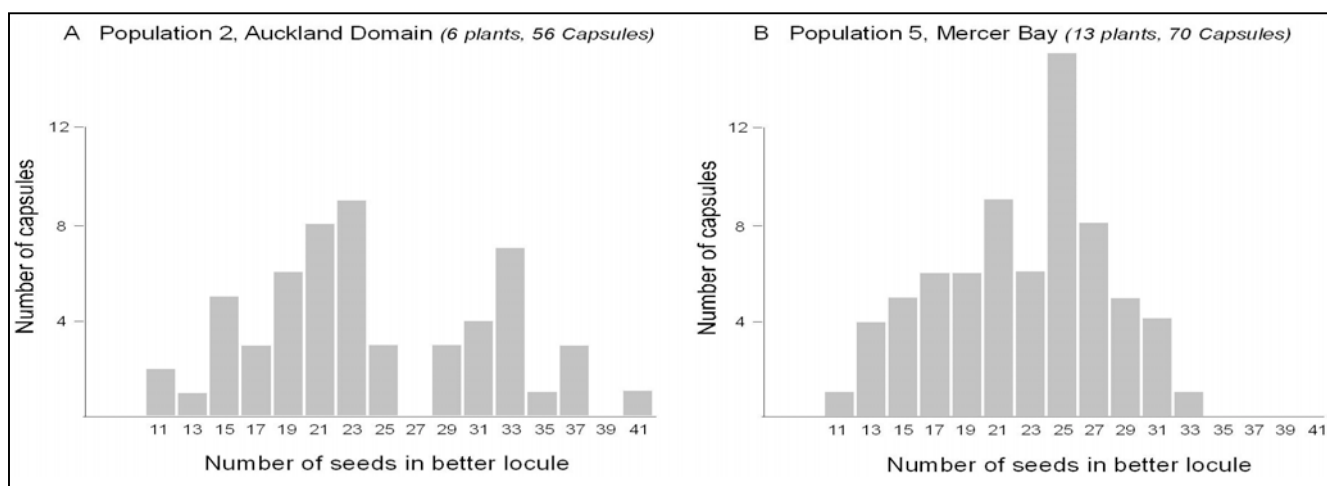 A Population 2, Auckland Domain (6 plants, 56 Capsules)
12
8
4
Number of capsules
11 13 15 17 19 21 23 25 27 29 31 33 35 37 39 41
Number of seeds in better locule
B Population 5, Mercer Bay (13 plants, 70 Capsules)
12
8
4
Number of capsules
11 13 15 17 19 21 23 25 27 29 31 33 35 37 39 41
Number of seeds in better locule